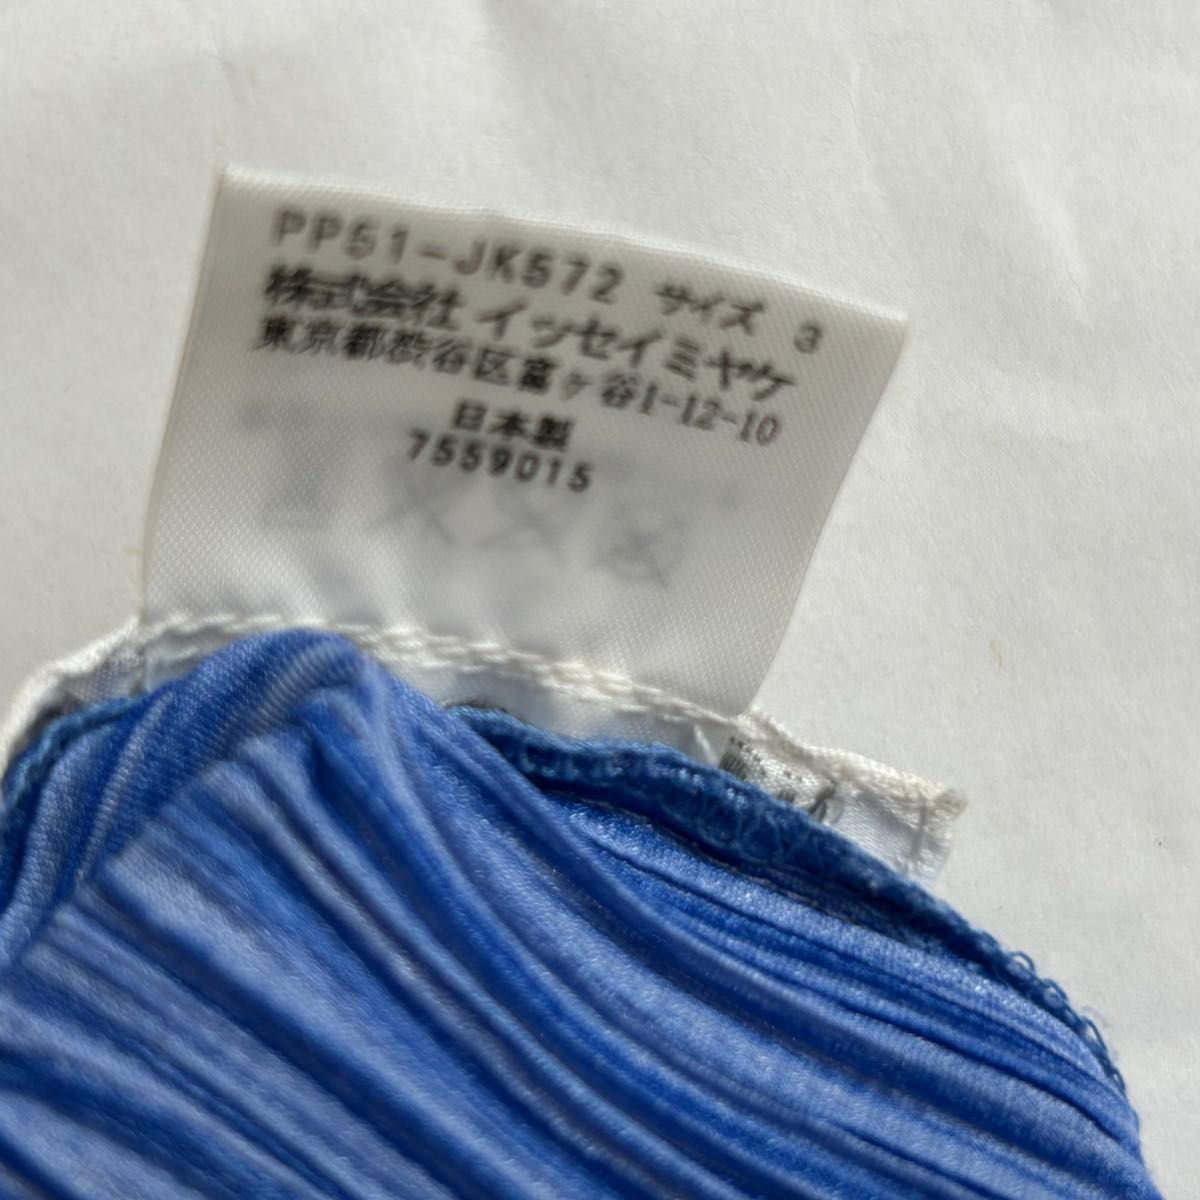 PP51-JK572 サイズ 3
株式会社 イッセイミヤケ
東京都渋谷区富ヶ谷1-12-10
日本製
7559015